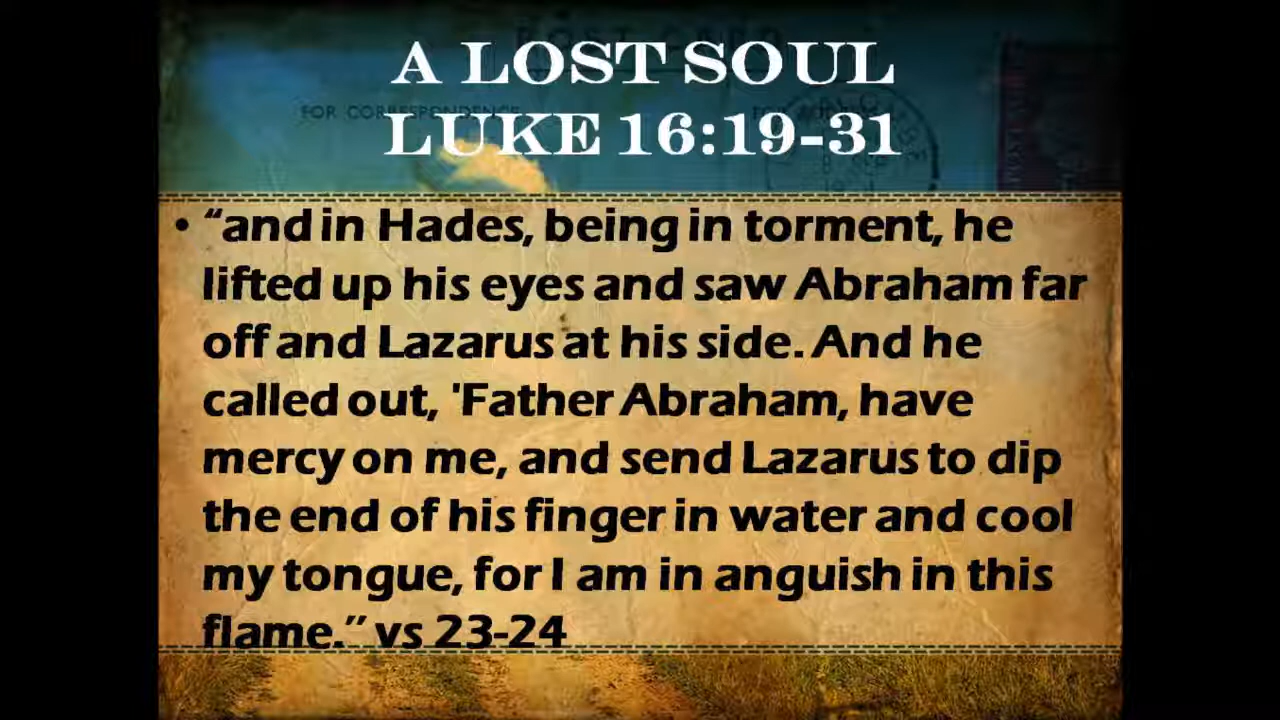 A LOST SOUL
LUKE 16:19-31
FOR CORRESPONDENCE
• “and in Hades, being in torment, he
lifted up his eyes and saw Abraham far
off and Lazarus at his side. And he
called out, 'Father Abraham, have
mercy on me, and send Lazarus to dip
the end of his finger in water and cool
my tongue, for I am in anguish in this
flame.” vs 23-24